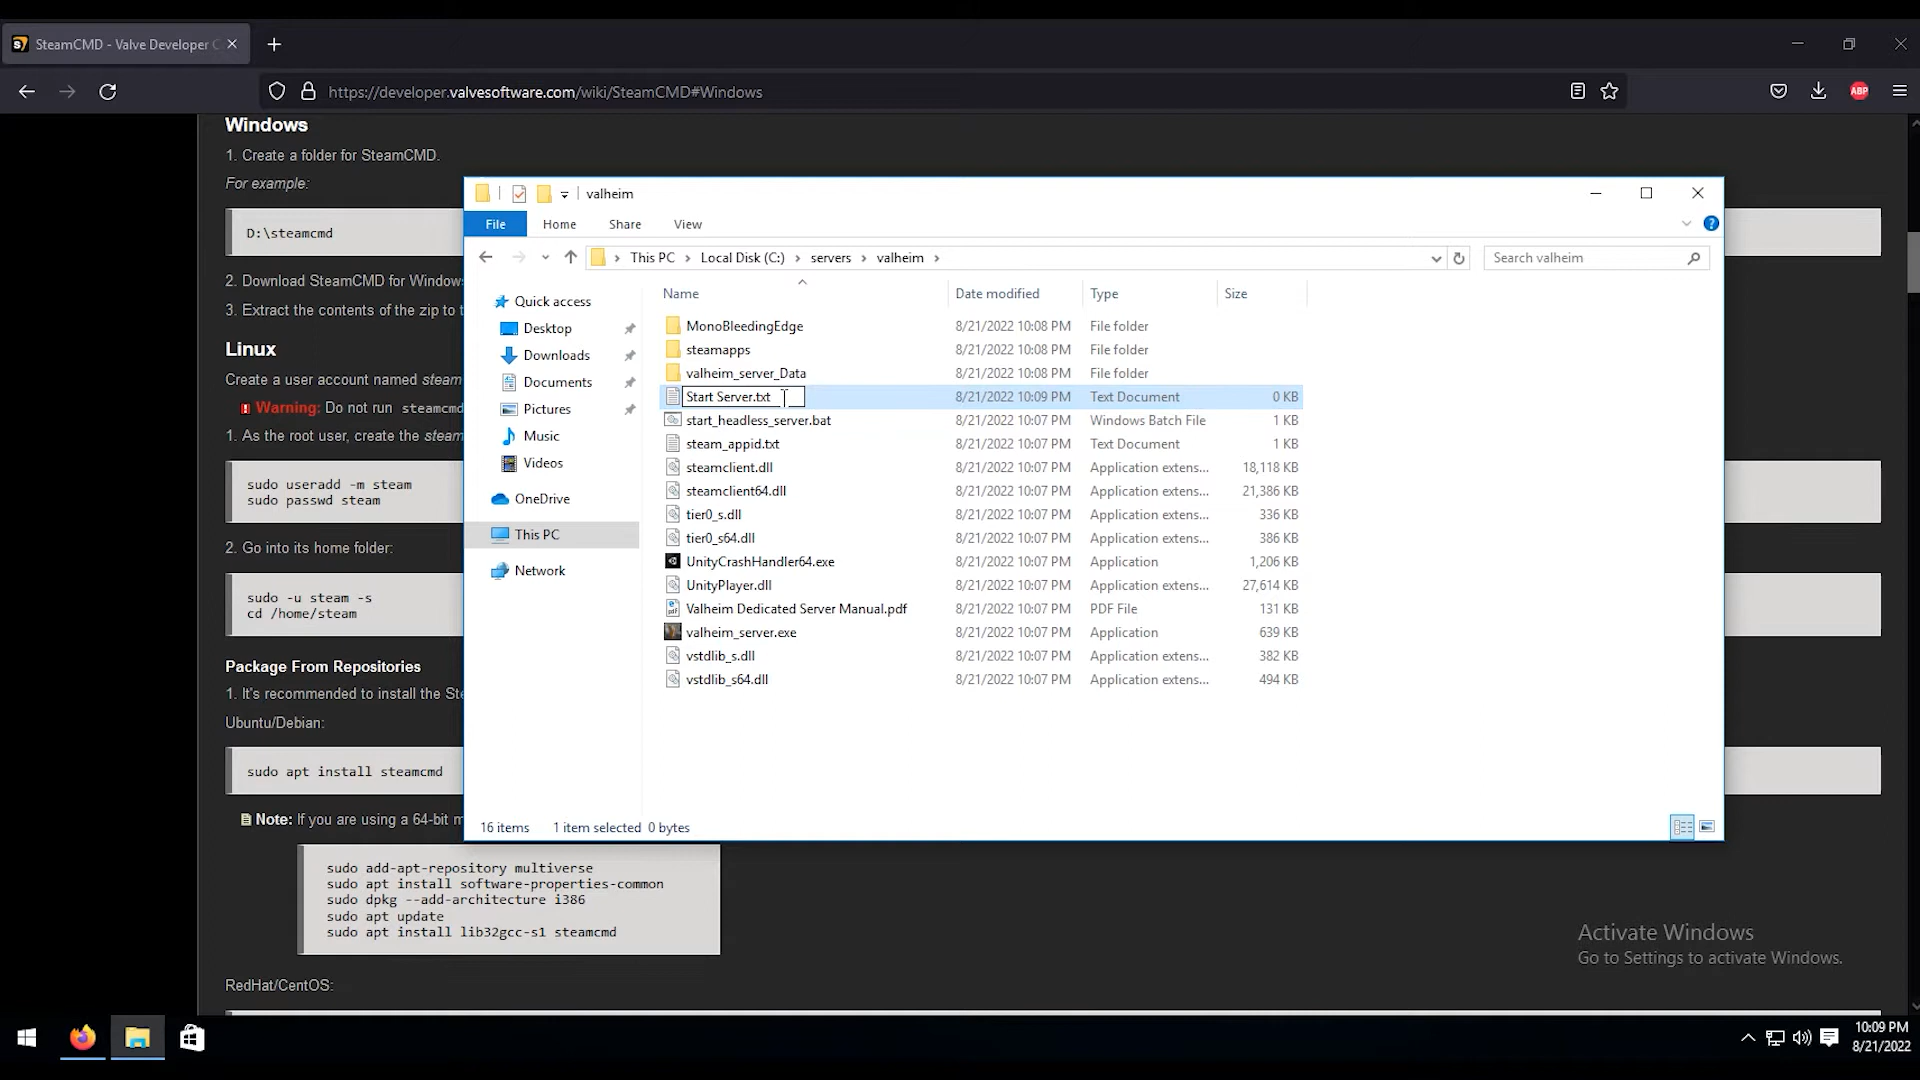 SteamCMD - Valve Developer C
https://developer.valvesoftware.com/wiki/SteamCMD#Windows
ABP
Windows
1. Create a folder for SteamCMD.
For example:
D:\steamcmd
2. Download SteamCMD for Windows
3. Extract the contents of the zip to t
Linux
Create a user account named steam
Warning: Do not run steamcmd
1. As the root user, create the steam
sudo useradd -m steam
sudo passwd steam
2. Go into its home folder:
sudo -u steam -s
cd /home/steam
Package From Repositories
1. It's recommended to install the Ste
Ubuntu/Debian:
sudo apt install steamcmd
Note: If you are using a 64-bit m
sudo add-apt-repository multiverse
sudo apt install software-properties-common
sudo dpkg --add-architecture i386
sudo apt update
sudo apt install lib32gcc-s1 steamcmd
RedHat/CentOS:
valheim
File Home Share View
This PC Local Disk (C:) servers valheim
Search valheim
Quick access
Desktop
Downloads
Documents
Pictures
Music
Videos
OneDrive
This PC
Network
Name Date modified Type Size
MonoBleedingEdge 8/21/2022 10:08 PM File folder
steamapps 8/21/2022 10:08 PM File folder
valheim_server_Data 8/21/2022 10:08 PM File folder
Start Server.txt 8/21/2022 10:09 PM Text Document 0 KB
start_headless_server.bat 8/21/2022 10:07 PM Windows Batch File 1 KB
steam_appid.txt 8/21/2022 10:07 PM Text Document 1 KB
steamclient.dll 8/21/2022 10:07 PM Application extens... 18,118 KB
steamclient64.dll 8/21/2022 10:07 PM Application extens... 21,386 KB
tier0_s.dll 8/21/2022 10:07 PM Application extens... 336 KB
tier0_s64.dll 8/21/2022 10:07 PM Application extens... 386 KB
UnityCrashHandler64.exe 8/21/2022 10:07 PM Application 1,206 KB
UnityPlayer.dll 8/21/2022 10:07 PM Application extens... 27,614 KB
Valheim Dedicated Server Manual.pdf 8/21/2022 10:07 PM PDF File 131 KB
valheim_server.exe 8/21/2022 10:07 PM Application 639 KB
vstdlib_s.dll 8/21/2022 10:07 PM Application extens... 382 KB
vstdlib_s64.dll 8/21/2022 10:07 PM Application extens... 494 KB
16 items 1 item selected 0 bytes
Activate Windows
Go to Settings to activate Windows.
10:09 PM
8/21/2022